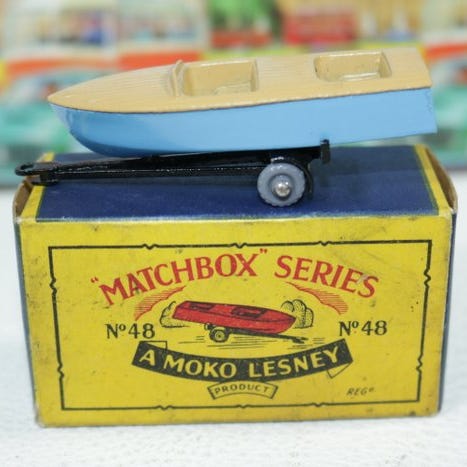 "MATCHBOX" SERIES
Nº48 Nº48
A MOKO LESNEY
PRODUCT
REGD